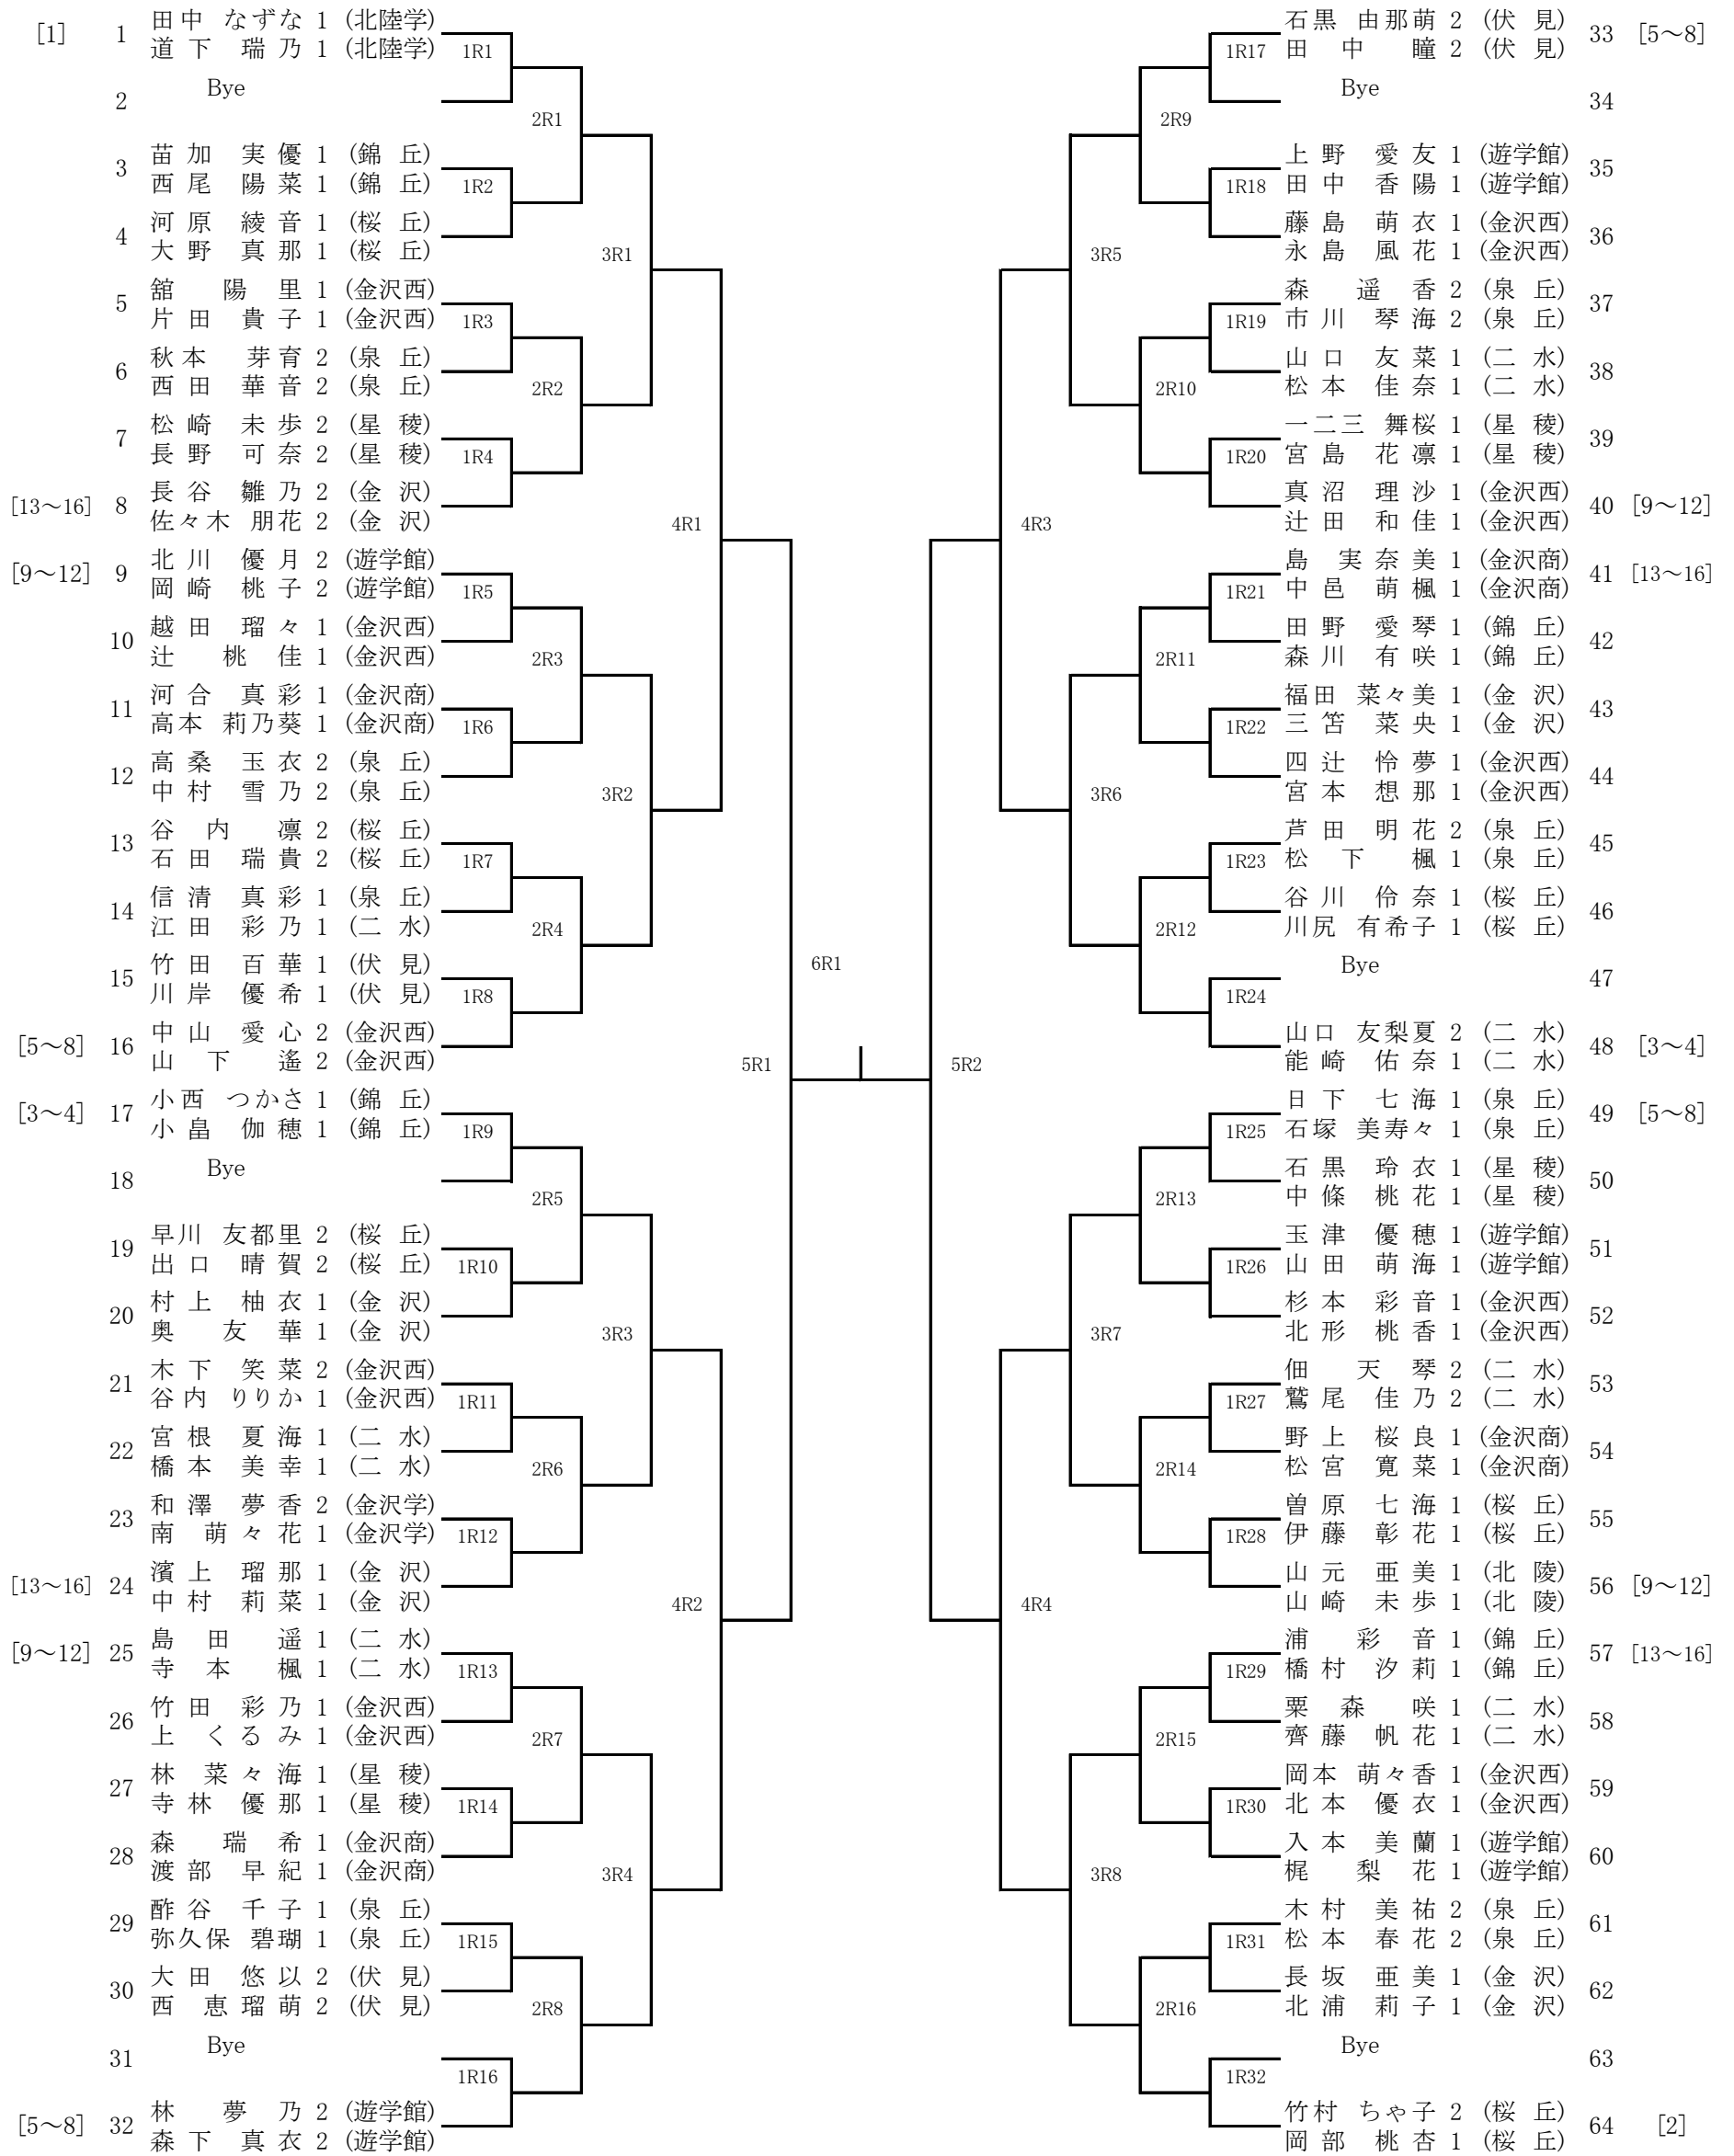 [1] 1 田中 なずな 1 (北陸学)
道下 瑞乃 1 (北陸学)
1R1
2 Bye
2R1
3 苗加 実優 1 (錦 丘)
西尾 陽菜 1 (錦 丘)
1R2
4 河原 綾音 1 (桜 丘)
大野 真那 1 (桜 丘)
3R1
5 舘 陽里 1 (金沢西)
片田 貴子 1 (金沢西)
1R3
6 秋本 芽育 2 (泉 丘)
西田 華音 2 (泉 丘)
2R2
7 松崎 未歩 2 (星 稜)
長野 可奈 2 (星 稜)
1R4
[13～16] 8 長谷 雛乃 2 (金 沢)
佐々木 朋花 2 (金 沢)
4R1
[9～12] 9 北川 優月 2 (遊学館)
岡崎 桃子 2 (遊学館)
1R5
10 越田 瑠々 1 (金沢西)
辻 桃佳 1 (金沢西)
2R3
11 河合 真彩 1 (金沢商)
高本 莉乃葵 1 (金沢商)
1R6
12 高桑 玉衣 2 (泉 丘)
中村 雪乃 2 (泉 丘)
3R2
13 谷内 凛 2 (桜 丘)
石田 瑞貴 2 (桜 丘)
1R7
14 信清 真彩 1 (泉 丘)
江田 彩乃 1 (二 水)
2R4
15 竹田 百華 1 (伏 見)
川岸 優希 1 (伏 見)
1R8
[5～8] 16 中山 愛心 2 (金沢西)
山下 遙 2 (金沢西)
5R1
[3～4] 17 小西 つかさ 1 (錦 丘)
小畠 伽穂 1 (錦 丘)
1R9
18 Bye
2R5
19 早川 友都里 2 (桜 丘)
出口 晴賀 2 (桜 丘)
1R10
20 村上 柚衣 1 (金 沢)
奥 友華 1 (金 沢)
3R3
21 木下 笑菜 2 (金沢西)
谷内 りりか 1 (金沢西)
1R11
22 宮根 夏海 1 (二 水)
橋本 美幸 1 (二 水)
2R6
23 和澤 夢香 2 (金沢学)
南 萌々花 1 (金沢学)
1R12
[13～16] 24 濱上 瑠那 1 (金 沢)
中村 莉菜 1 (金 沢)
4R2
[9～12] 25 島田 遥 1 (二 水)
寺本 楓 1 (二 水)
1R13
26 竹田 彩乃 1 (金沢西)
上 くるみ 1 (金沢西)
2R7
27 林 菜々海 1 (星 稜)
寺林 優那 1 (星 稜)
1R14
28 森 瑞希 1 (金沢商)
渡部 早紀 1 (金沢商)
3R4
29 酢谷 千子 1 (泉 丘)
弥久保 碧瑚 1 (泉 丘)
1R15
30 大田 悠以 2 (伏 見)
西 恵瑠萌 2 (伏 見)
2R8
31 Bye
1R16
[5～8] 32 林 夢乃 2 (遊学館)
森下 真衣 2 (遊学館)
6R1
石黒 由那萌 2 (伏 見) 33 [5～8]
田中 瞳 2 (伏 見)
1R17
Bye 34
2R9
上野 愛友 1 (遊学館) 35
田中 香陽 1 (遊学館)
1R18
藤島 萌衣 1 (金沢西) 36
永島 風花 1 (金沢西)
3R5
森 遥香 2 (泉 丘) 37
市川 琴海 2 (泉 丘)
1R19
山口 友菜 1 (二 水) 38
松本 佳奈 1 (二 水)
2R10
一二三 舞桜 1 (星 稜) 39
宮島 花凛 1 (星 稜)
1R20
真沼 理沙 1 (金沢西) 40 [9～12]
辻田 和佳 1 (金沢西)
4R3
島 実奈美 1 (金沢商) 41 [13～16]
中邑 萌楓 1 (金沢商)
1R21
田野 愛琴 1 (錦 丘) 42
森川 有咲 1 (錦 丘)
2R11
福田 菜々美 1 (金 沢) 43
三笘 菜央 1 (金 沢)
1R22
四辻 怜夢 1 (金沢西) 44
宮本 想那 1 (金沢西)
3R6
芦田 明花 2 (泉 丘) 45
松下 楓 1 (泉 丘)
1R23
谷川 伶奈 1 (桜 丘) 46
川尻 有希子 1 (桜 丘)
2R12
Bye 47
1R24
山口 友梨夏 2 (二 水) 48 [3～4]
能崎 佑奈 1 (二 水)
5R2
日下 七海 1 (泉 丘) 49 [5～8]
石塚 美寿々 1 (泉 丘)
1R25
石黒 玲衣 1 (星 稜) 50
中條 桃花 1 (星 稜)
2R13
玉津 優穂 1 (遊学館) 51
山田 萌海 1 (遊学館)
1R26
杉本 彩音 1 (金沢西) 52
北形 桃香 1 (金沢西)
3R7
佃 天琴 2 (二 水) 53
鷲尾 佳乃 2 (二 水)
1R27
野上 桜良 1 (金沢商) 54
松宮 寛菜 1 (金沢商)
2R14
曽原 七海 1 (桜 丘) 55
伊藤 彰花 1 (桜 丘)
1R28
山元 亜美 1 (北 陵) 56 [9～12]
山崎 未歩 1 (北 陵)
4R4
浦 彩音 1 (錦 丘) 57 [13～16]
橋村 汐莉 1 (錦 丘)
1R29
粟森 咲 1 (二 水) 58
齊藤 帆花 1 (二 水)
2R15
岡本 萌々香 1 (金沢西) 59
北本 優衣 1 (金沢西)
1R30
入本 美蘭 1 (遊学館) 60
梶 梨花 1 (遊学館)
3R8
木村 美祐 2 (泉 丘) 61
松本 春花 2 (泉 丘)
1R31
長坂 亜美 1 (金 沢) 62
北浦 莉子 1 (金 沢)
2R16
Bye 63
1R32
竹村 ちゃ子 2 (桜 丘) 64 [2]
岡部 桃杏 1 (桜 丘)